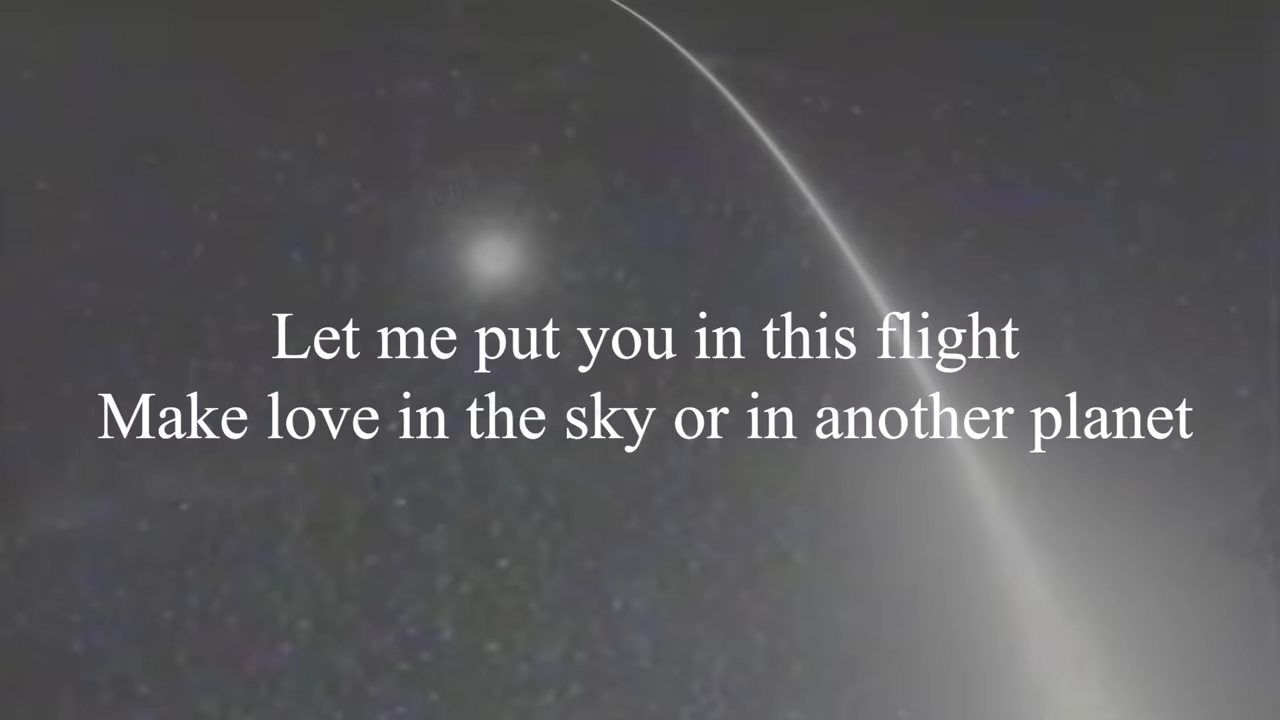 Let me put you in this flight
Make love in the sky or in another planet